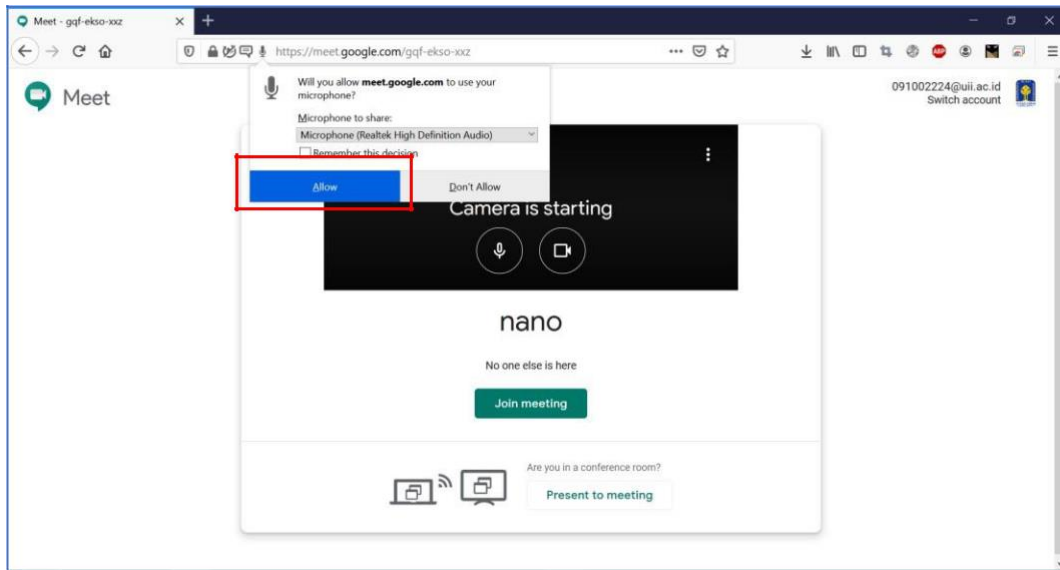 Meet - gqf-ekso-xxz
https://meet.google.com/gqf-ekso-xxz
Meet
091002224@uii.ac.id
Switch account
Will you allow meet.google.com to use your
microphone?
Microphone to share:
Microphone (Realtek High Definition Audio)
Remember this decision
Allow
Don't Allow
Camera is starting
nano
No one else is here
Join meeting
Are you in a conference room?
Present to meeting